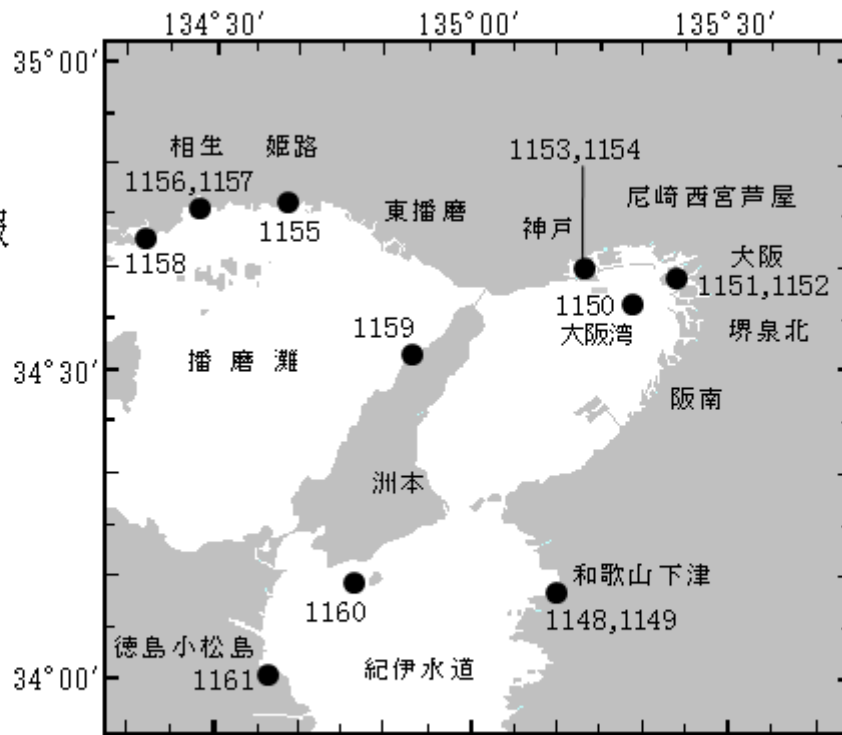 134°30′ 135°00′ 135°30′
35°00′
相生 姫路
1153,1154
1156,1157
尼崎西宮芦屋
1155
東播磨
神戸
報
1158
大阪
1151,1152
1150
1159
大阪湾
堺泉北
播磨灘
34°30′
阪南
洲本
和歌山下津
1160
1148,1149
徳島小松島
紀伊水道
1161
34°00′